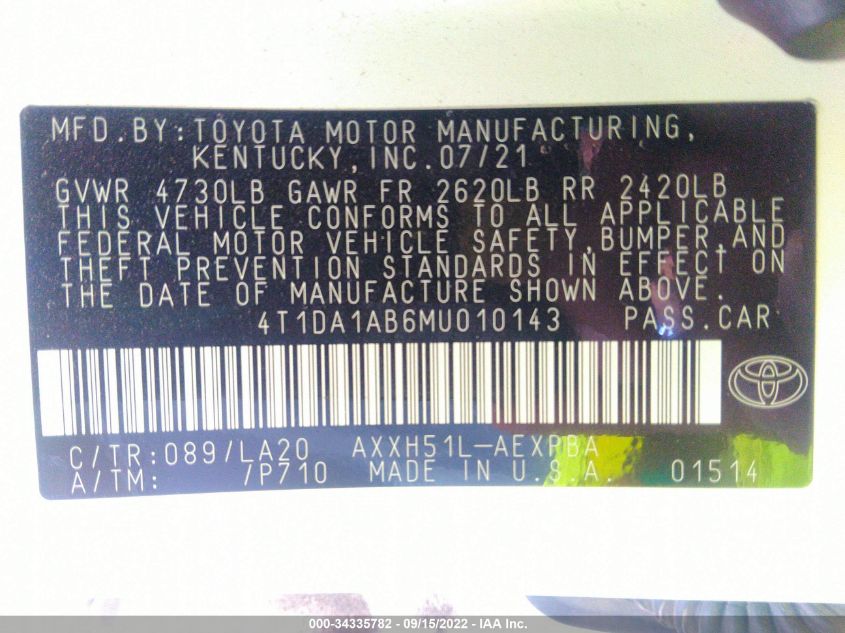 MFD.BY:TOYOTA MOTOR MANUFACTURING,
KENTUCKY,INC.07/21
GVWR 4730LB GAWR FR 2620LB RR 2420LB
THIS VEHICLE CONFORMS TO ALL APPLICABLE
FEDERAL MOTOR VEHICLE SAFETY,BUMPER,AND
THEFT PREVENTION STANDARDS IN EFFECT ON
THE DATE OF MANUFACTURE SHOWN ABOVE.
4T1DA1AB6MU010143 PASS.CAR
C/TR:089/LA20 AXXH51L-AEXRBA
A/TM: /P710 MADE IN U.S.A. 01514
000-34335782 - 09/15/2022 - IAA Inc.